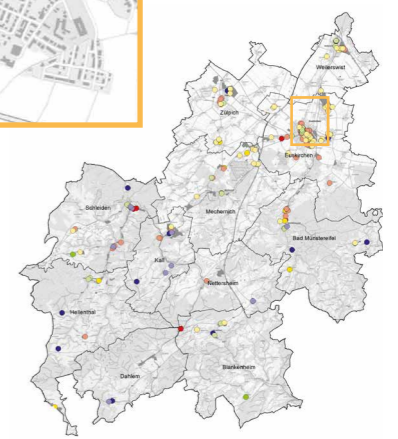 Weilerswist
Zülpich
Euskirchen
Mechernich
Schleiden
Bad Münstereifel
Kall
Nettersheim
Hellenthal
Blankenheim
Dahlem